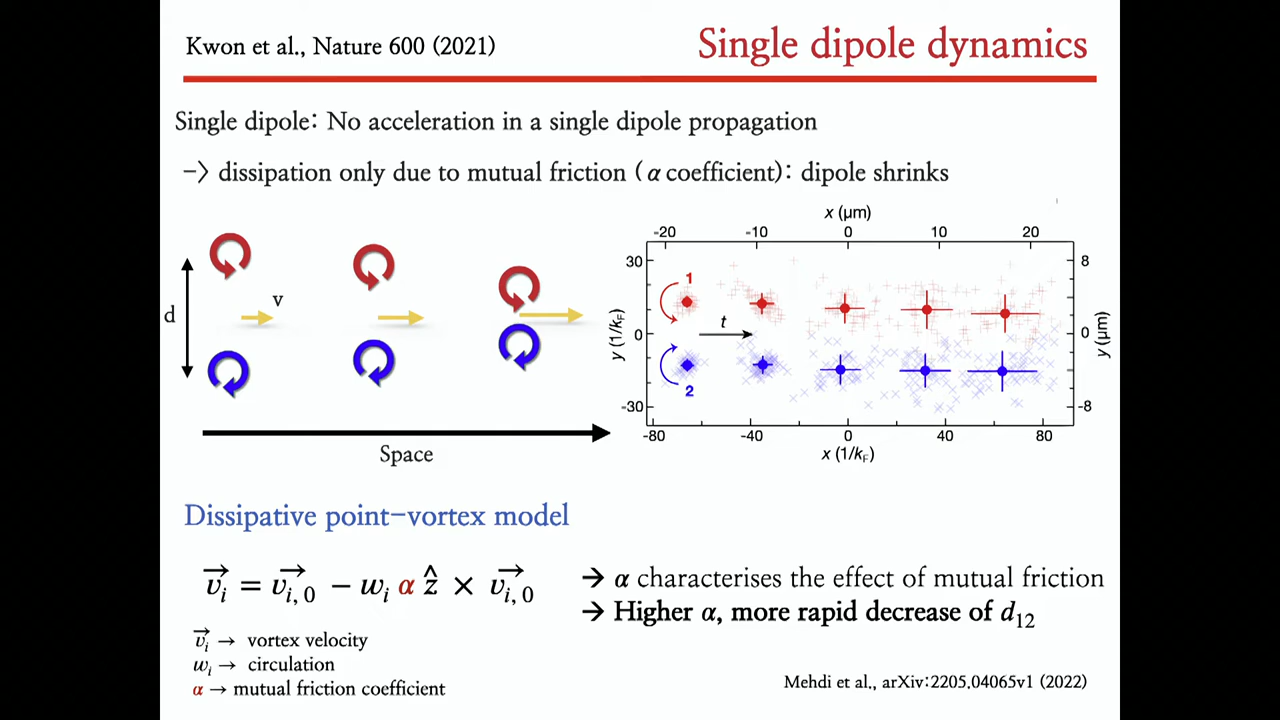 Kwon et al., Nature 600 (2021)
Single dipole dynamics
Single dipole: No acceleration in a single dipole propagation
-> dissipation only due to mutual friction (α coefficient): dipole shrinks
d
v
Space
x (μm)
-20 -10 0 10 20
30 0 -30
y (1/kF)
8 0 -8
y (μm)
1
t
2
-80 -40 0 40 80
x (1/kF)
Dissipative point-vortex model
v⃗i = v⃗i,0 − wi α ẑ × v⃗i,0
→ α characterises the effect of mutual friction
→ Higher α, more rapid decrease of d12
v⃗i → vortex velocity
wi → circulation
α → mutual friction coefficient
Mehdi et al., arXiv:2205.04065v1 (2022)